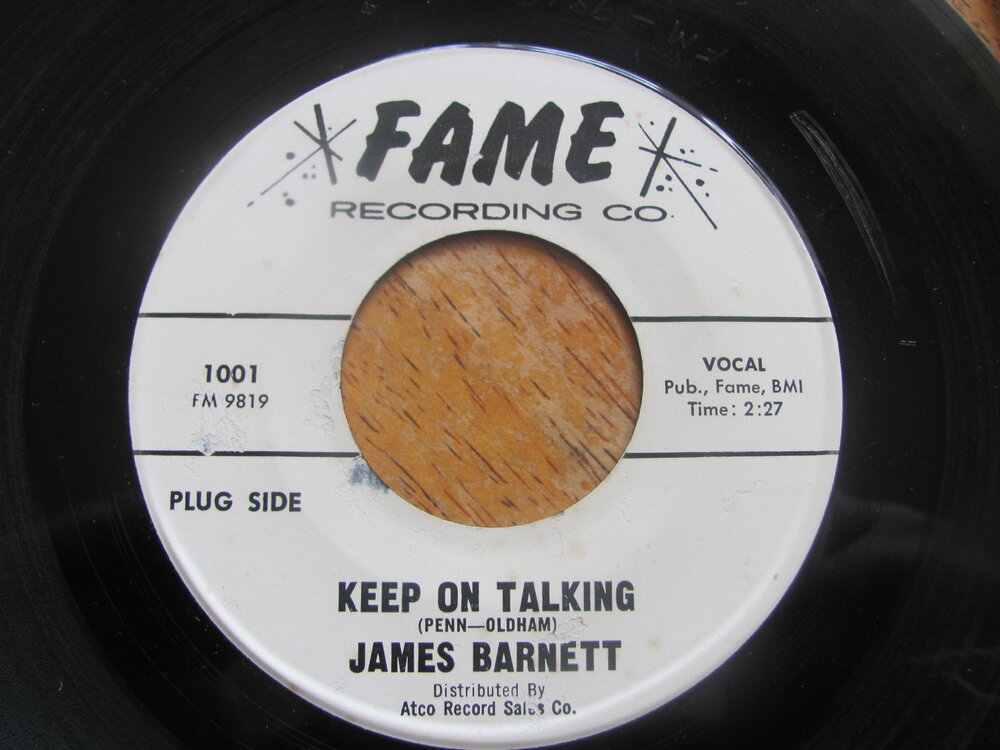 FAME
RECORDING CO.
1001
FM 9819
VOCAL
Pub., Fame, BMI
Time: 2:27
PLUG SIDE
KEEP ON TALKING
(PENN—OLDHAM)
JAMES BARNETT
Distributed By
Atco Record Sales Co.